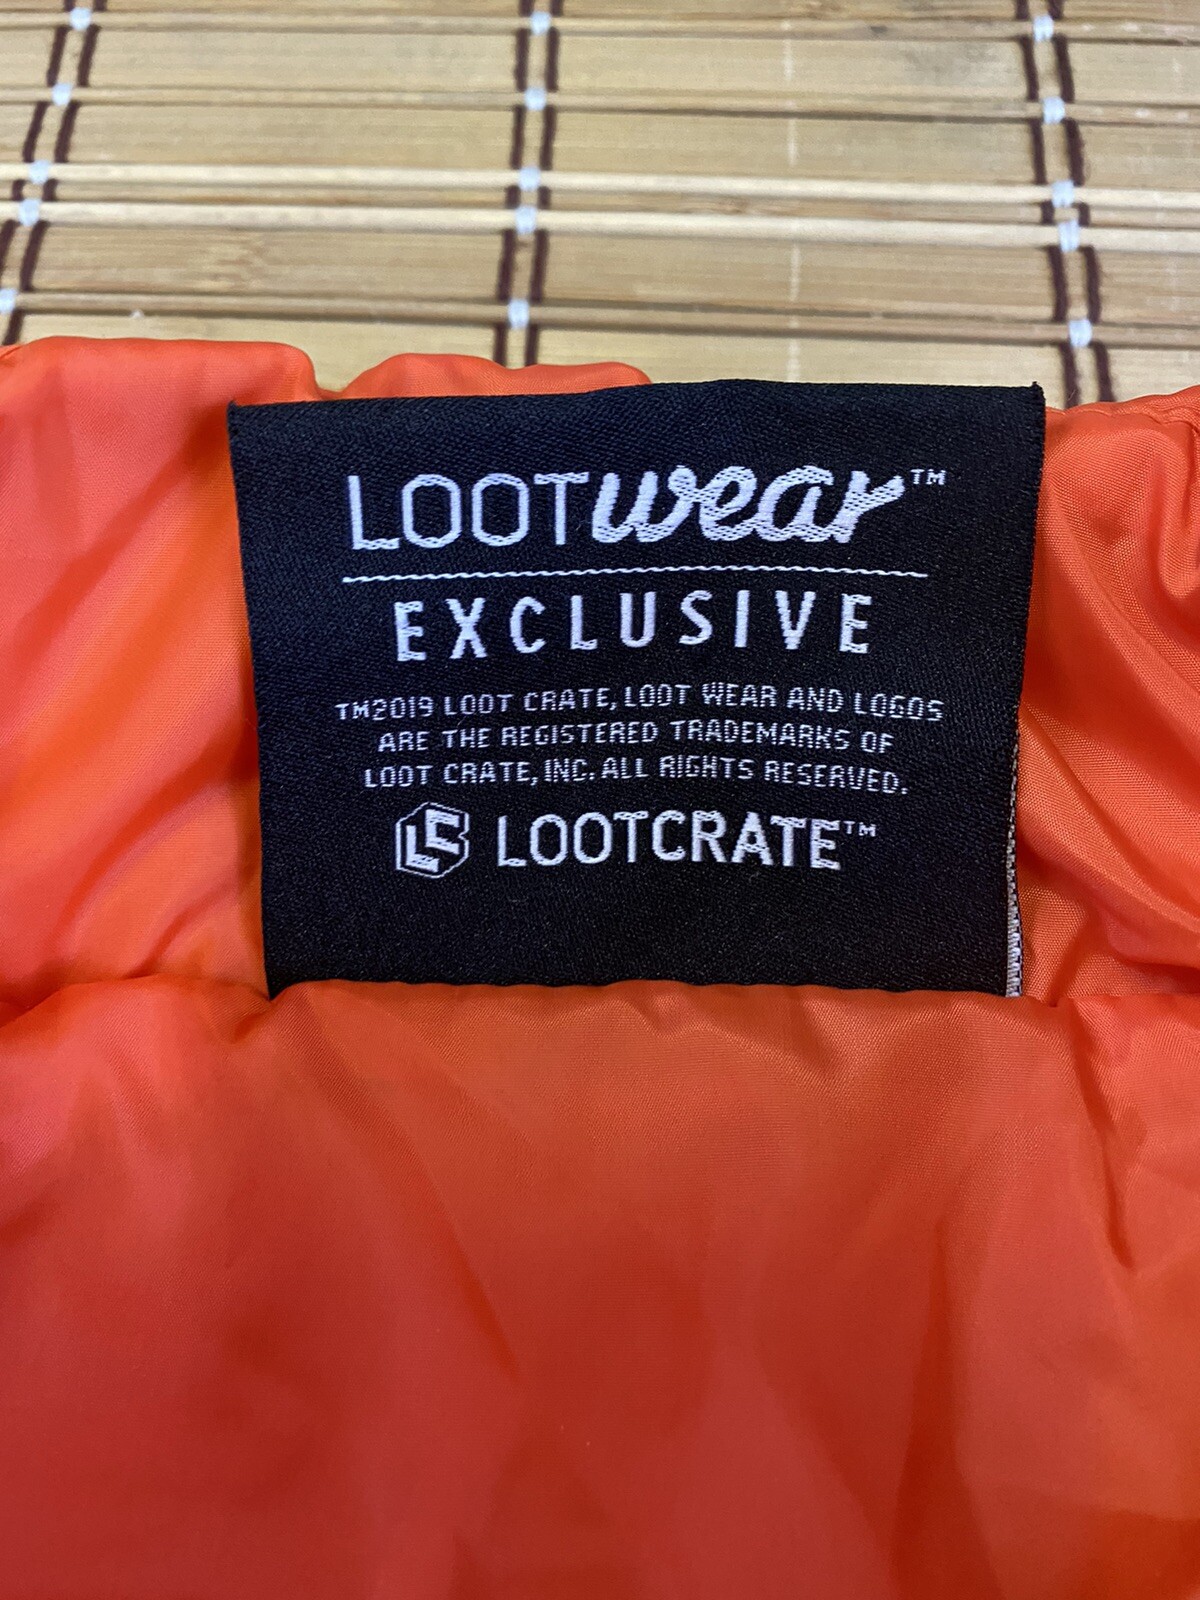 LOOTwear™
EXCLUSIVE
TM2019 LOOT CRATE, LOOT WEAR AND LOGOS
ARE THE REGISTERED TRADEMARKS OF
LOOT CRATE, INC. ALL RIGHTS RESERVED.
LC LOOTCRATE™